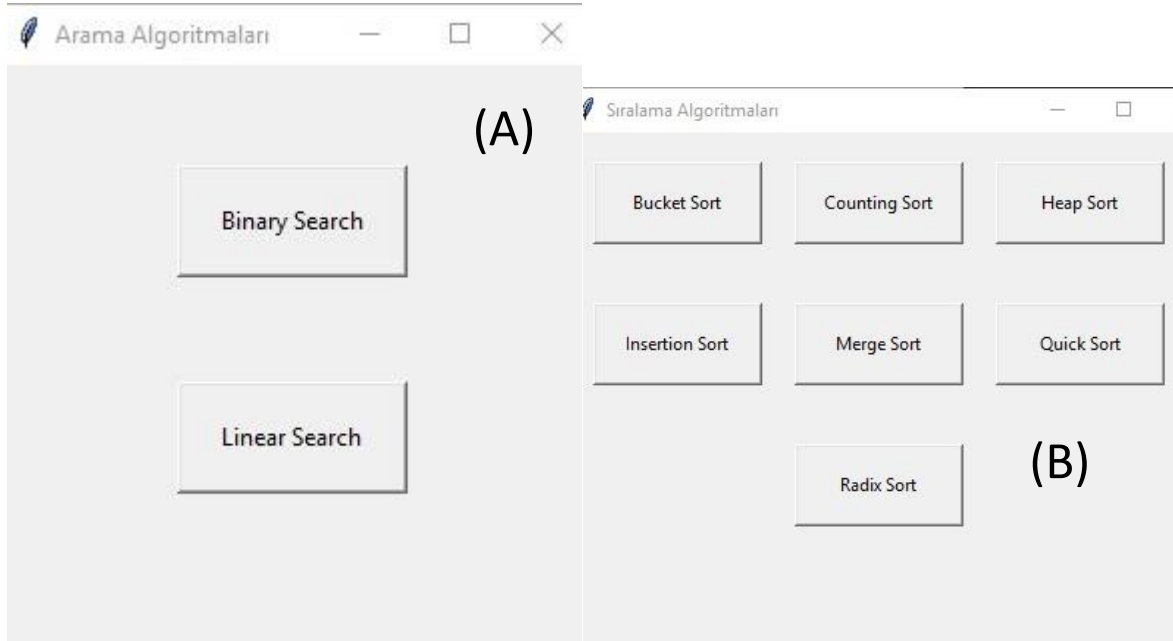 Arama Algoritmaları
(A)
Binary Search
Linear Search
Sıralama Algoritmaları
Bucket Sort
Counting Sort
Heap Sort
Insertion Sort
Merge Sort
Quick Sort
(B)
Radix Sort